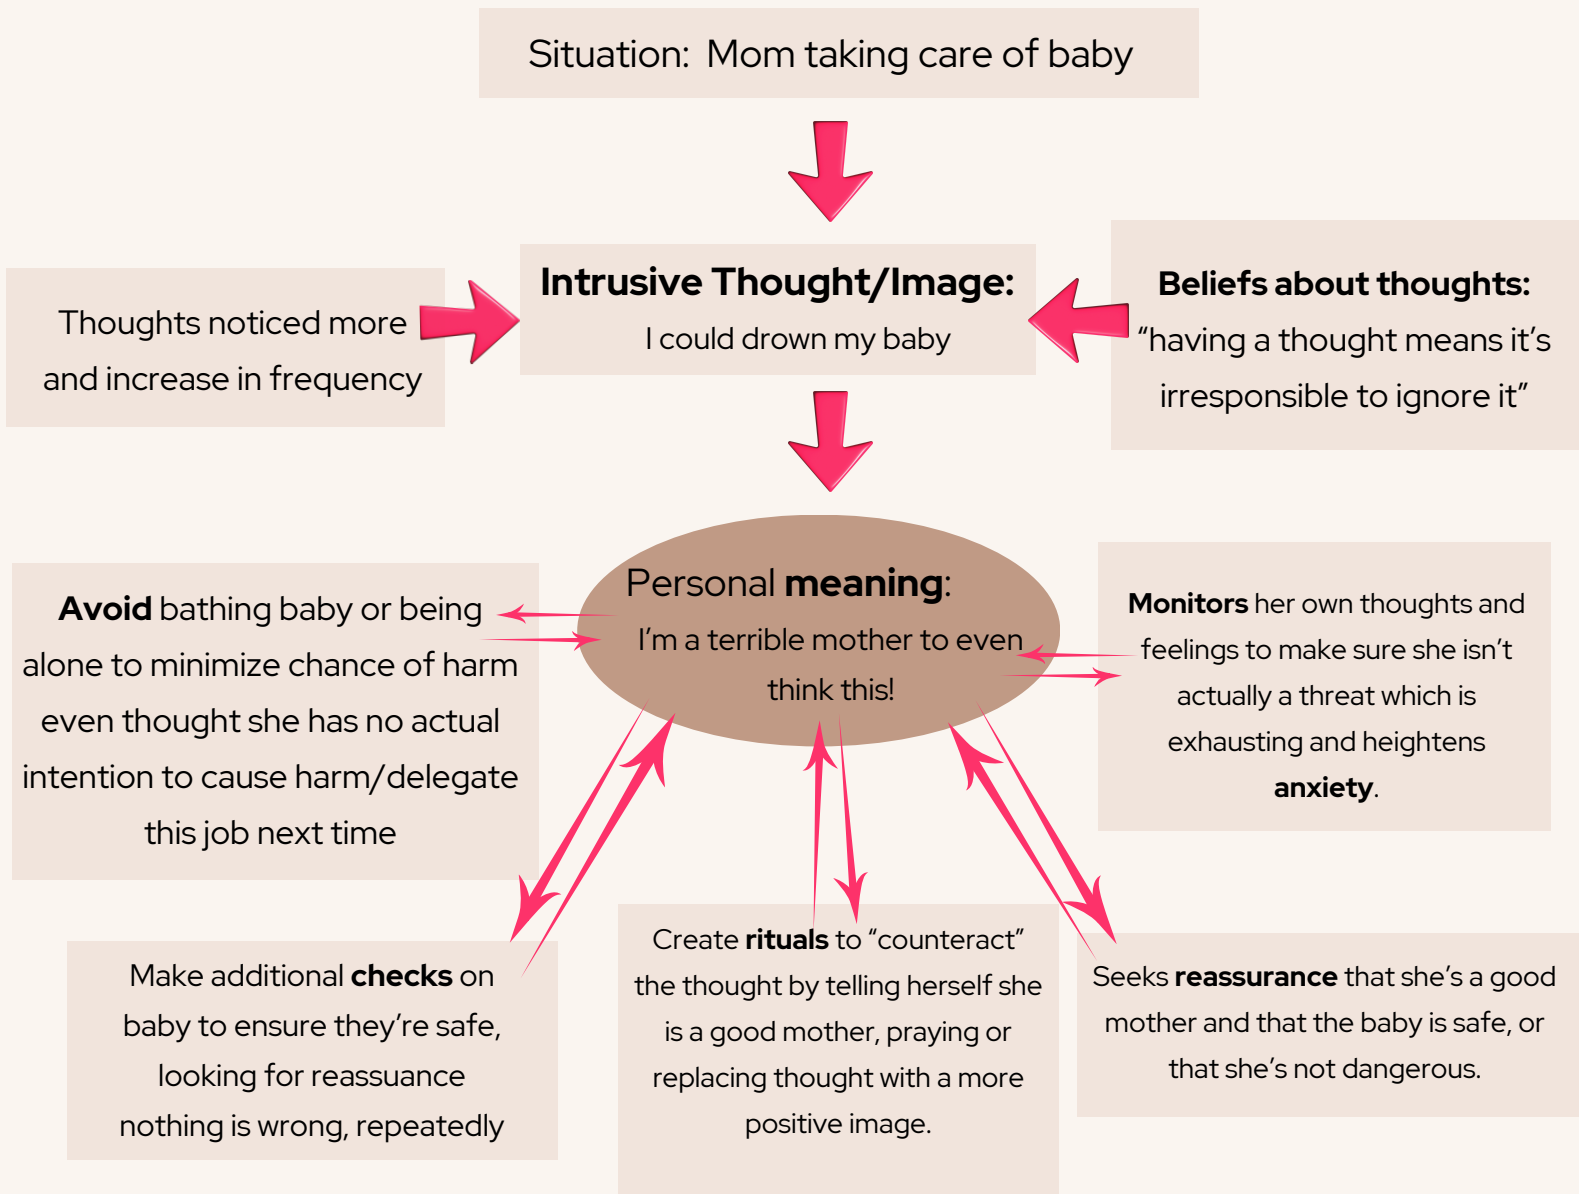 Situation:  Mom taking care of baby
Thoughts noticed more
and increase in frequency
Intrusive Thought/Image:
I could drown my baby
Beliefs about thoughts:
“having a thought means it’s
irresponsible to ignore it”
Personal meaning:
I’m a terrible mother to even
think this!
Avoid bathing baby or being
alone to minimize chance of harm
even thought she has no actual
intention to cause harm/delegate
this job next time
Monitors her own thoughts and
feelings to make sure she isn’t
actually a threat which is
exhausting and heightens
anxiety.
Make additional checks on
baby to ensure they’re safe,
looking for reassuance
nothing is wrong, repeatedly
Create rituals to “counteract”
the thought by telling herself she
is a good mother, praying or
replacing thought with a more
positive image.
Seeks reassurance that she’s a good
mother and that the baby is safe, or
that she’s not dangerous.